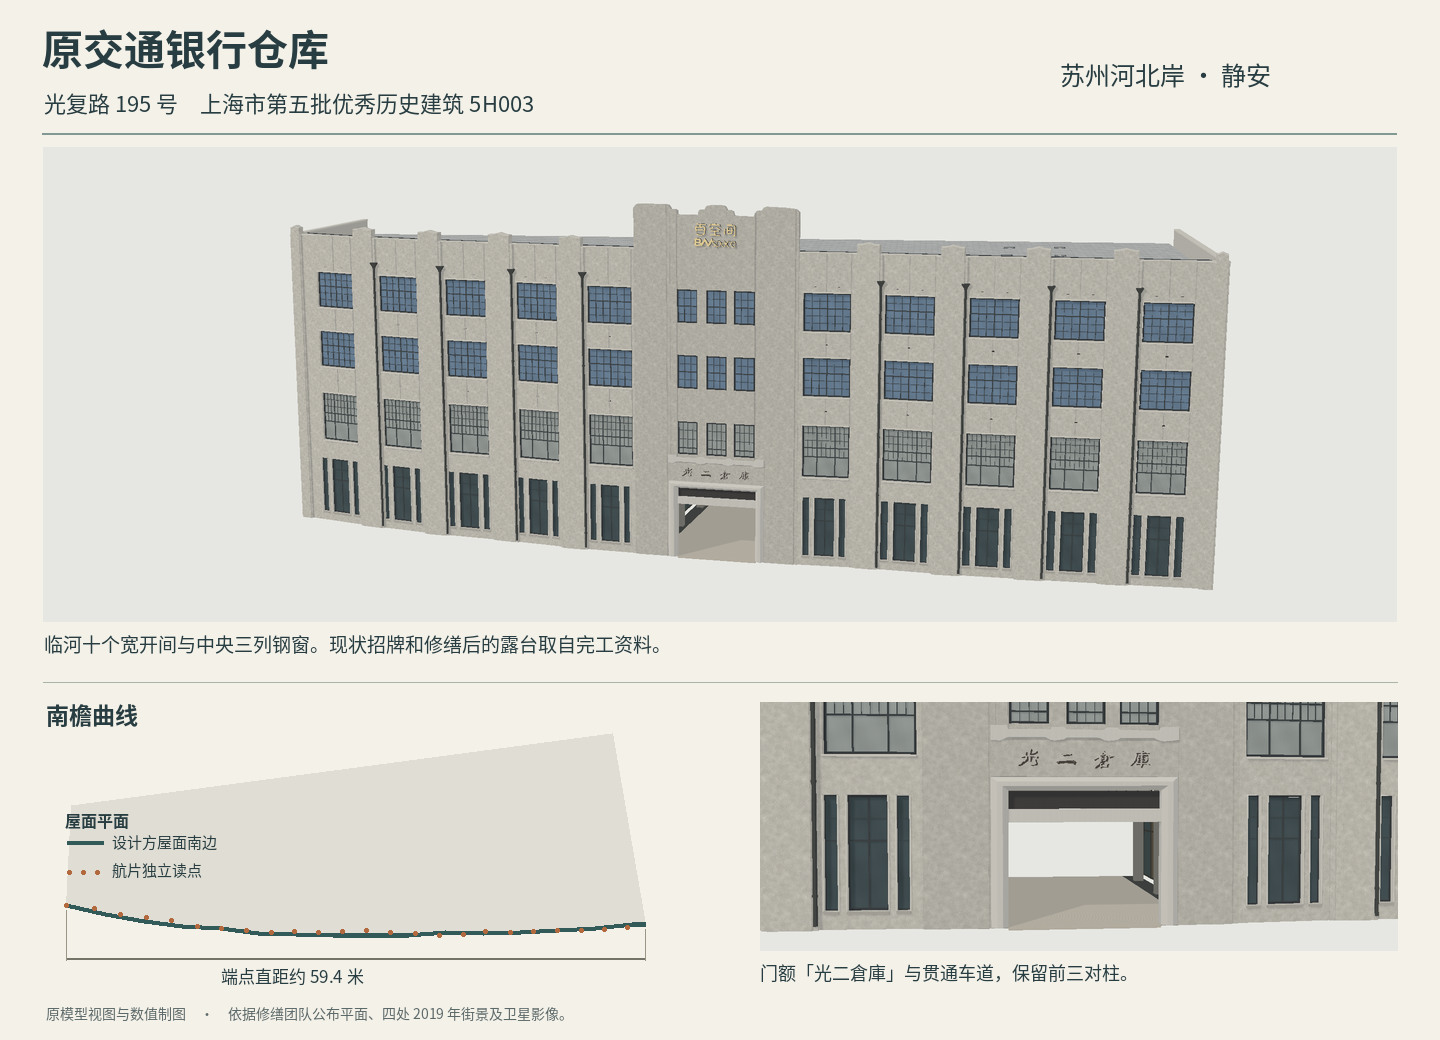 原交通银行仓库
光复路 195 号　上海市第五批优秀历史建筑 5H003
苏州河北岸 · 静安
光二倉庫
临河十个宽开间与中央三列钢窗。现状招牌和修缮后的露台取自完工资料。
南檐曲线
屋面平面
设计方屋面南边
航片独立读点
端点直距约 59.4 米
光二倉庫
门额「光二倉庫」与贯通车道，保留前三对柱。
原模型视图与数值制图　·　依据修缮团队公布平面、四处 2019 年街景及卫星影像。